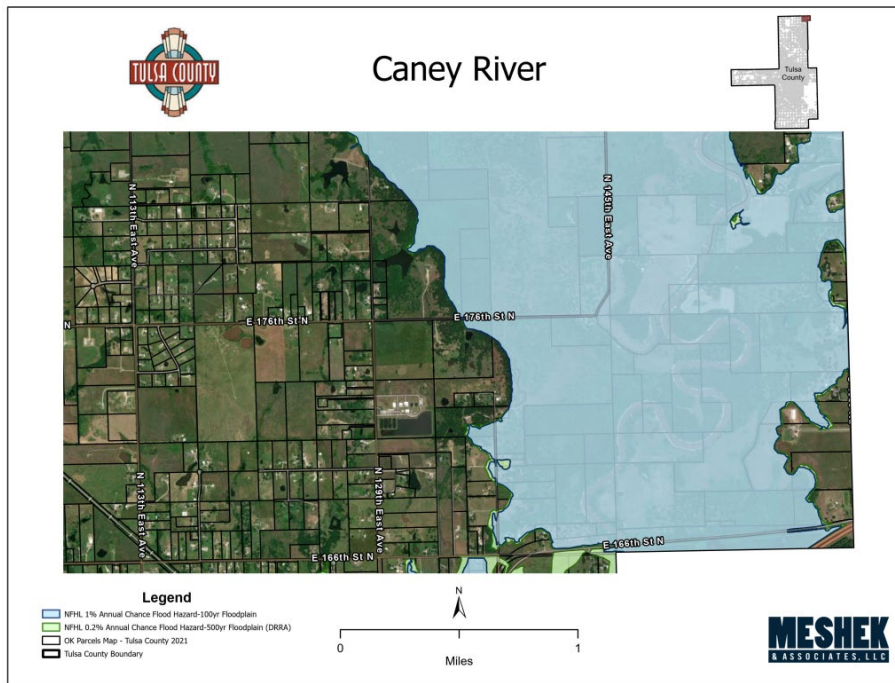 TULSA COUNTY
Caney River
Tulsa
County
N 113th East Ave
N 145th East Ave
E 176th St N
E 176th St N
N
N 113th East Ave
N 129th East Ave
E 166th St N
E 166th St N
Legend
NFHL 1% Annual Chance Flood Hazard-100yr Floodplain
NFHL 0.2% Annual Chance Flood Hazard-500yr Floodplain (DRRA)
OK Parcels Map - Tulsa County 2021
Tulsa County Boundary
N
0
1
Miles
MESHEK
& ASSOCIATES, LLC